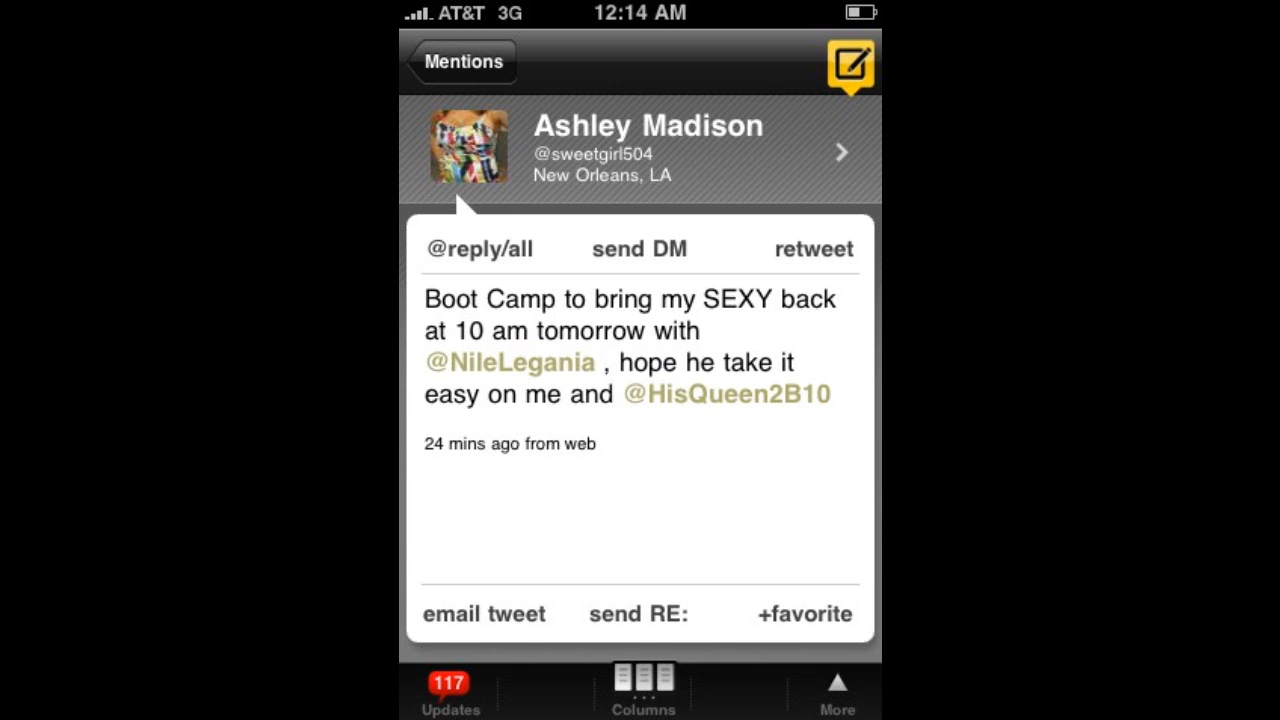 AT&T 3G 12:14 AM
Mentions
Ashley Madison
@sweetgirl504
New Orleans, LA
@reply/all send DM retweet
Boot Camp to bring my SEXY back
at 10 am tomorrow with
@NileLegania , hope he take it
easy on me and @HisQueen2B10
24 mins ago from web
email tweet send RE: +favorite
117
Updates Columns More